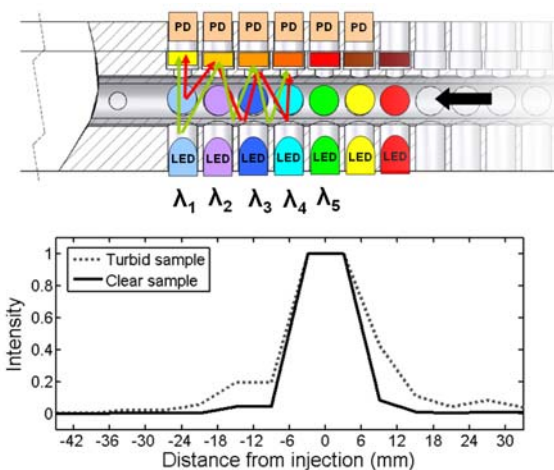 PD PD PD PD PD PD
LED LED LED LED LED LED LED
λ1 λ2 λ3 λ4 λ5
1
0.8
0.6
0.4
0.2
0
Intensity
Turbid sample
Clear sample
-42 -36 -30 -24 -18 -12 -6 0 6 12 18 24 30
Distance from injection (mm)